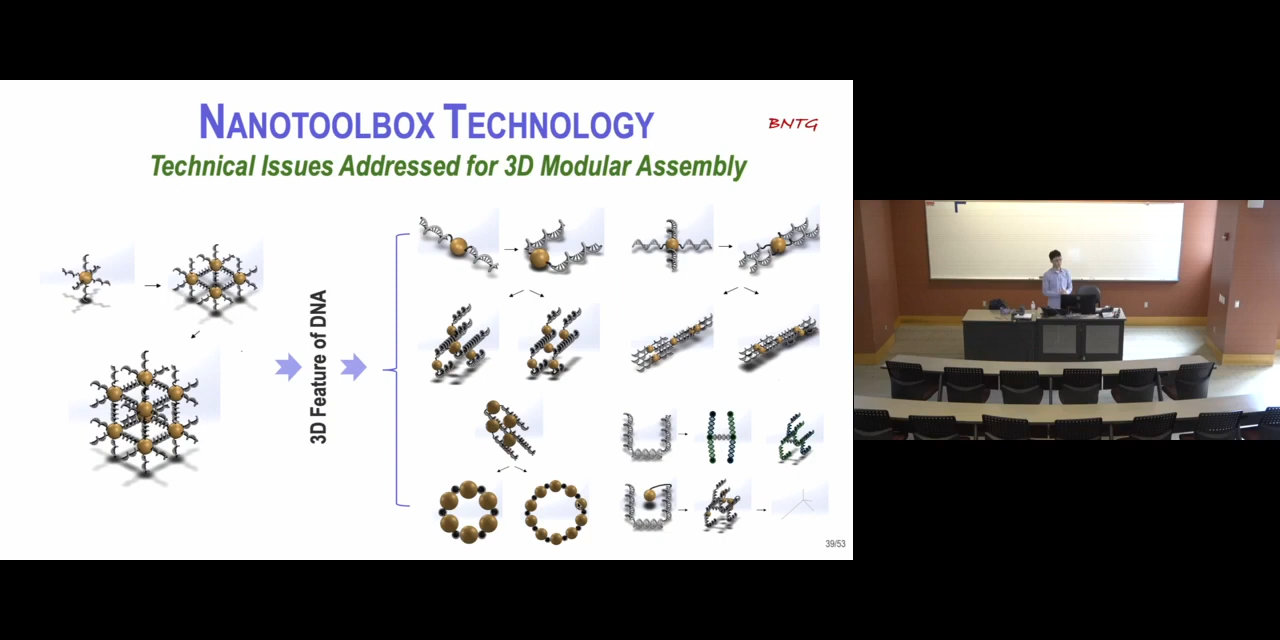 NANOTOOLBOX TECHNOLOGY
BNTG
Technical Issues Addressed for 3D Modular Assembly
3D Feature of DNA
39/53